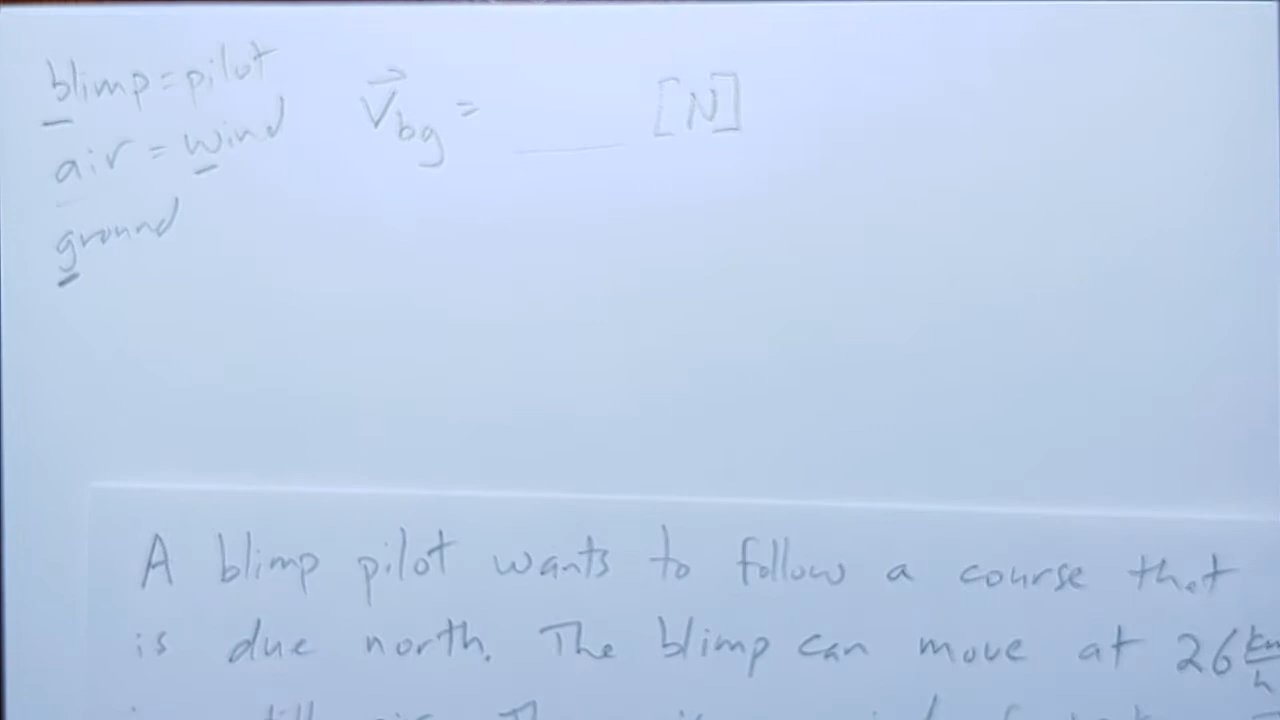 blimp = pilot
air = wind
ground
V⃗bg = ____ [N]
A blimp pilot wants to follow a course that
is due north. The blimp can move at 26 km/h